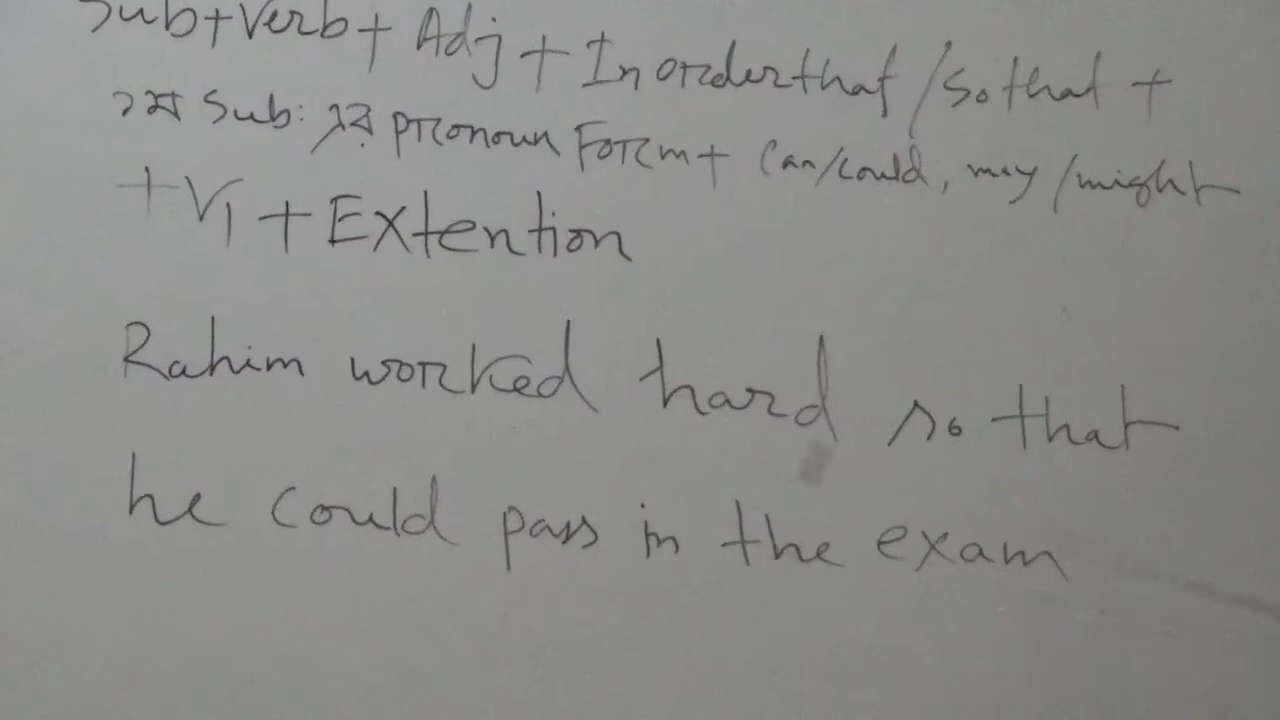 Sub+Verb+ Adj + In order that /So that +
১ম Sub: এর pronoun Form + Can/could, may/might
+V1 + Extention
Rahim worked hard so that
he could pass in the exam